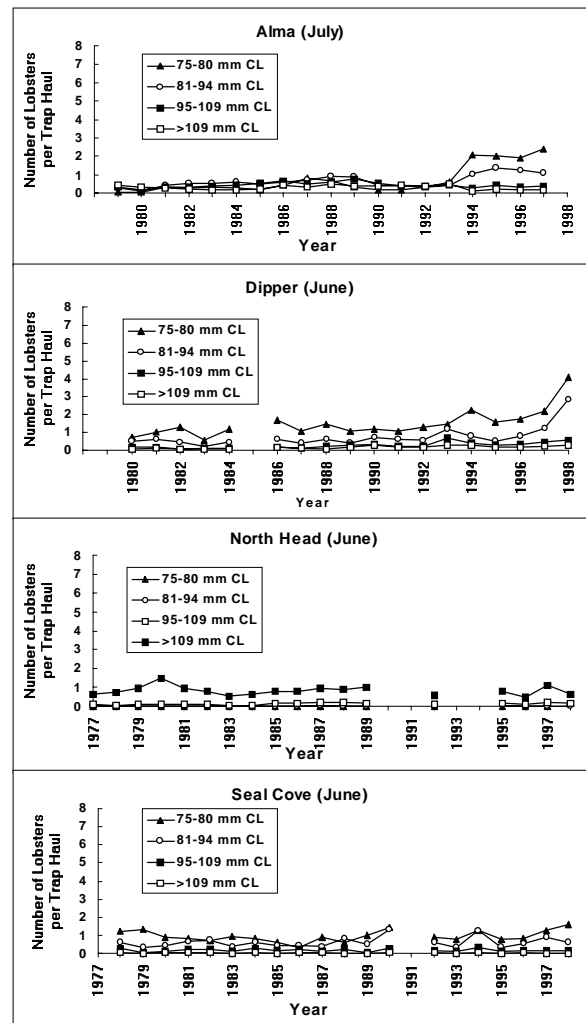 Alma (July)
Number of Lobsters
per Trap Haul
8
7
6
5
4
3
2
1
0
75-80 mm CL
81-94 mm CL
95-109 mm CL
>109 mm CL
1980
1982
1984
1986
1988
1990
1992
1994
1996
1998
Year
Dipper (June)
Number of Lobsters
per Trap Haul
8
7
6
5
4
3
2
1
0
75-80 mm CL
81-94 mm CL
95-109 mm CL
>109 mm CL
1980
1982
1984
1986
1988
1990
1992
1994
1996
1998
Year
North Head (June)
Number of Lobsters
per Trap Haul
8
7
6
5
4
3
2
1
0
75-80 mm CL
81-94 mm CL
95-109 mm CL
>109 mm CL
1977
1979
1981
1983
1985
1987
1989
1991
1993
1995
1997
Year
Seal Cove (June)
Number of Lobsters
per Trap Haul
8
7
6
5
4
3
2
1
0
75-80 mm CL
81-94 mm CL
95-109 mm CL
>109 mm CL
1977
1979
1981
1983
1985
1987
1989
1991
1993
1995
1997
Year